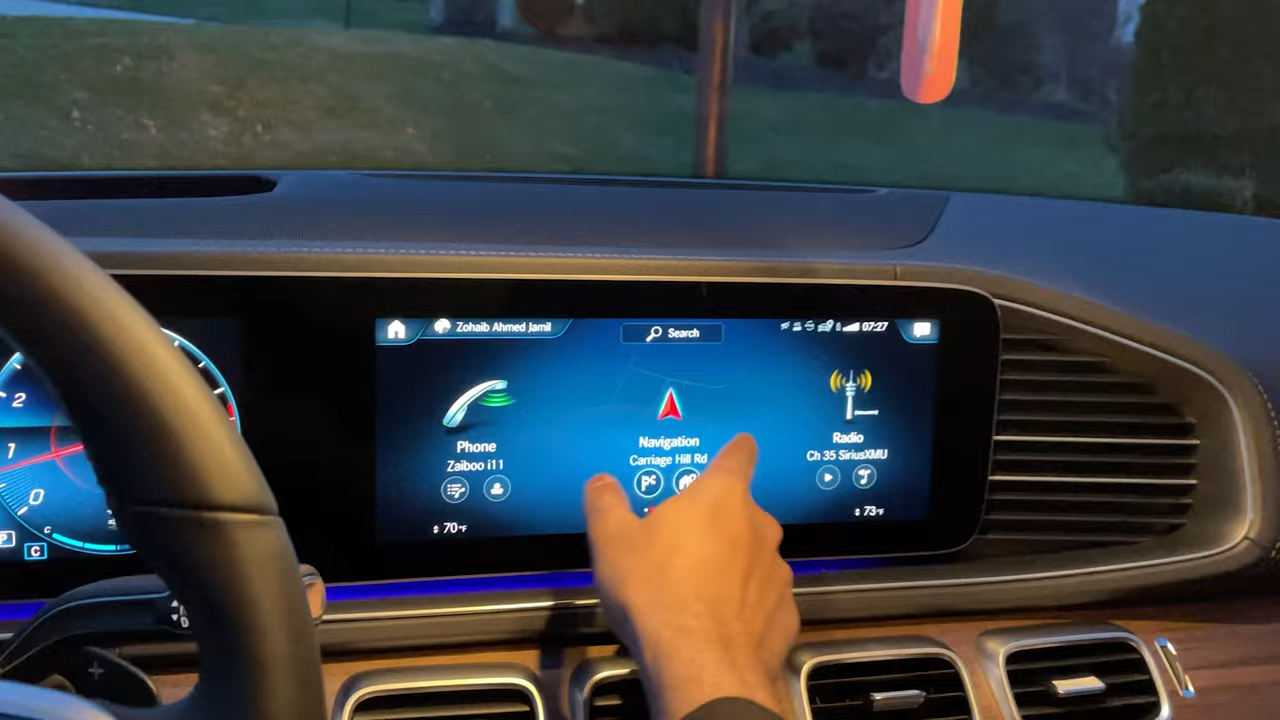 Zohaib Ahmed Jamil
Search
07:27
Phone
Zaiboo i11
Navigation
Carriage Hill Rd
Radio
Ch 35 SiriusXMU
70°F
73°F
2
1
0
P
C
C
D